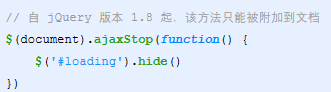 // 自 jQuery 版本 1.8 起，该方法只能被附加到文档
$(document).ajaxStop(function() {
    $('#loading').hide()
})